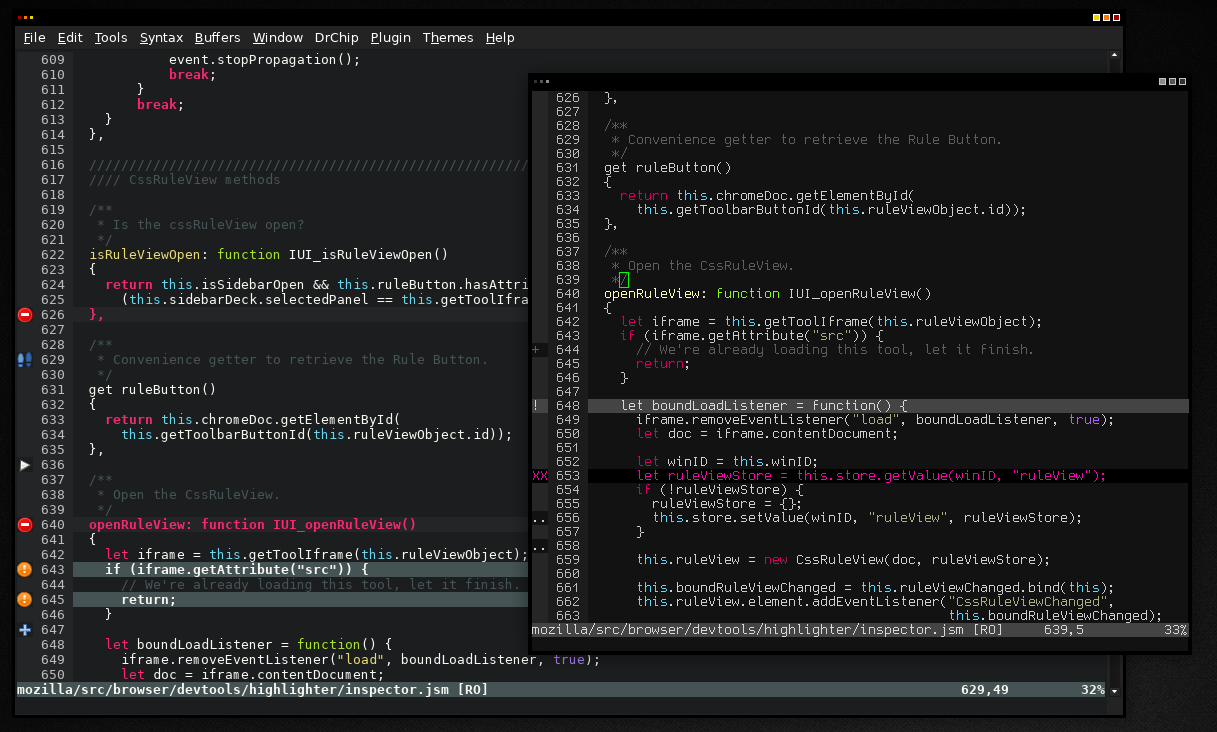 File Edit Tools Syntax Buffers Window DrChip Plugin Themes Help
609 event.stopPropagation();
610 break;
611 }
612 break;
613 }
614 },
615
616 //////////////////////////////////////////////////////
617 //// CssRuleView methods
618
619 /**
620 * Is the cssRuleView open?
621 */
622 isRuleViewOpen: function IUI_isRuleViewOpen()
623 {
624 return this.isSidebarOpen && this.ruleButton.hasAttri
625 (this.sidebarDeck.selectedPanel == this.getToolIfra
626 },
627
628 /**
629 * Convenience getter to retrieve the Rule Button.
630 */
631 get ruleButton()
632 {
633 return this.chromeDoc.getElementById(
634 this.getToolbarButtonId(this.ruleViewObject.id));
635 },
636
637 /**
638 * Open the CssRuleView.
639 */
640 openRuleView: function IUI_openRuleView()
641 {
642 let iframe = this.getToolIframe(this.ruleViewObject);
643 if (iframe.getAttribute("src")) {
644 // We're already loading this tool, let it finish.
645 return;
646 }
647
648 let boundLoadListener = function() {
649 iframe.removeEventListener("load", boundLoadListener, true);
650 let doc = iframe.contentDocument;
mozilla/src/browser/devtools/highlighter/inspector.jsm [RO] 629,49 32%
626 },
627
628 /**
629 * Convenience getter to retrieve the Rule Button.
630 */
631 get ruleButton()
632 {
633 return this.chromeDoc.getElementById(
634 this.getToolbarButtonId(this.ruleViewObject.id));
635 },
636
637 /**
638 * Open the CssRuleView.
639 */
640 openRuleView: function IUI_openRuleView()
641 {
642 let iframe = this.getToolIframe(this.ruleViewObject);
643 if (iframe.getAttribute("src")) {
+ 644 // We're already loading this tool, let it finish.
645 return;
646 }
647
! 648 let boundLoadListener = function() {
649 iframe.removeEventListener("load", boundLoadListener, true);
650 let doc = iframe.contentDocument;
651
652 let winID = this.winID;
XX 653 let ruleViewStore = this.store.getValue(winID, "ruleView");
654 if (!ruleViewStore) {
655 ruleViewStore = {};
.. 656 this.store.setValue(winID, "ruleView", ruleViewStore);
657 }
.. 658
659 this.ruleView = new CssRuleView(doc, ruleViewStore);
660
661 this.boundRuleViewChanged = this.ruleViewChanged.bind(this);
662 this.ruleView.element.addEventListener("CssRuleViewChanged",
663 this.boundRuleViewChanged);
mozilla/src/browser/devtools/highlighter/inspector.jsm [RO] 639,5 33%